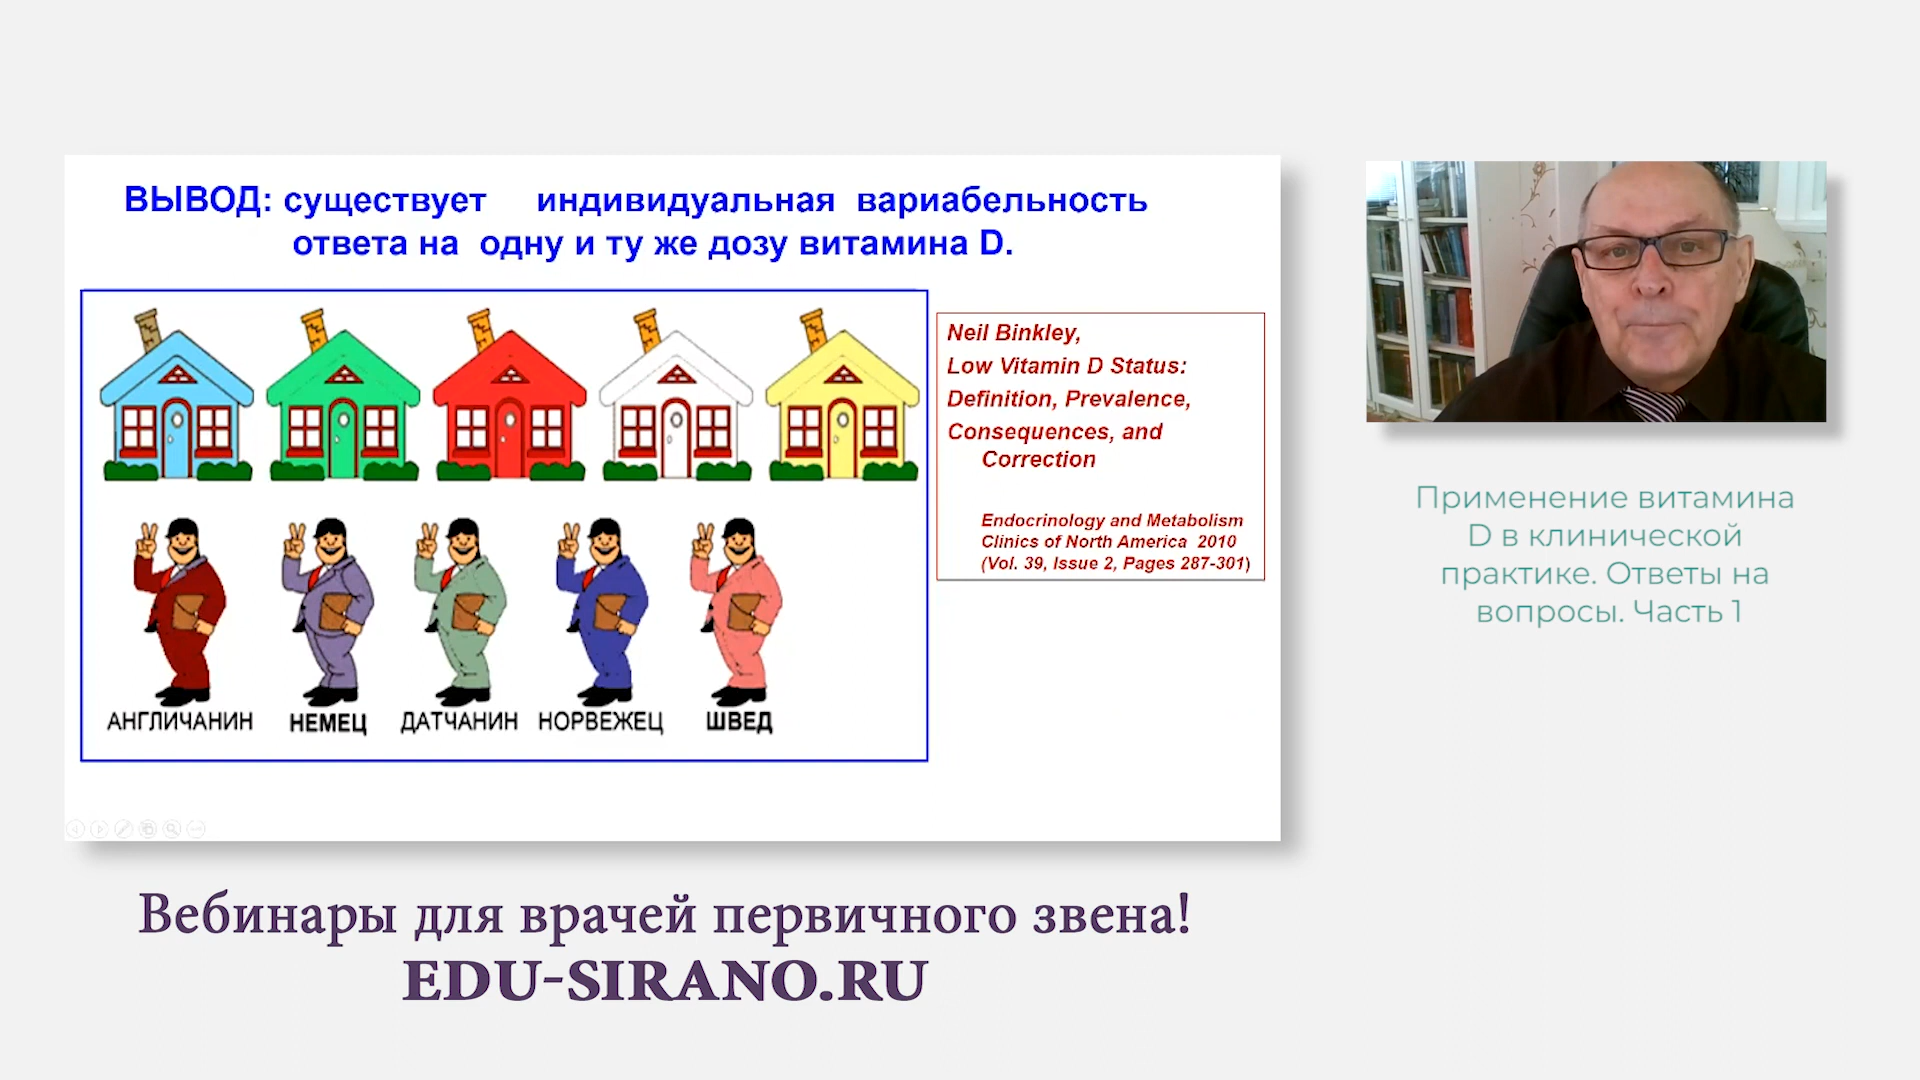 ВЫВОД: существует индивидуальная вариабельность
ответа на одну и ту же дозу витамина D.
Neil Binkley,
Low Vitamin D Status:
Definition, Prevalence,
Consequences, and
Correction
Endocrinology and Metabolism
Clinics of North America 2010
(Vol. 39, Issue 2, Pages 287-301)
АНГЛИЧАНИН НЕМЕЦ ДАТЧАНИН НОРВЕЖЕЦ ШВЕД
Применение витамина
D в клинической
практике. Ответы на
вопросы. Часть 1
Вебинары для врачей первичного звена!
EDU-SIRANO.RU